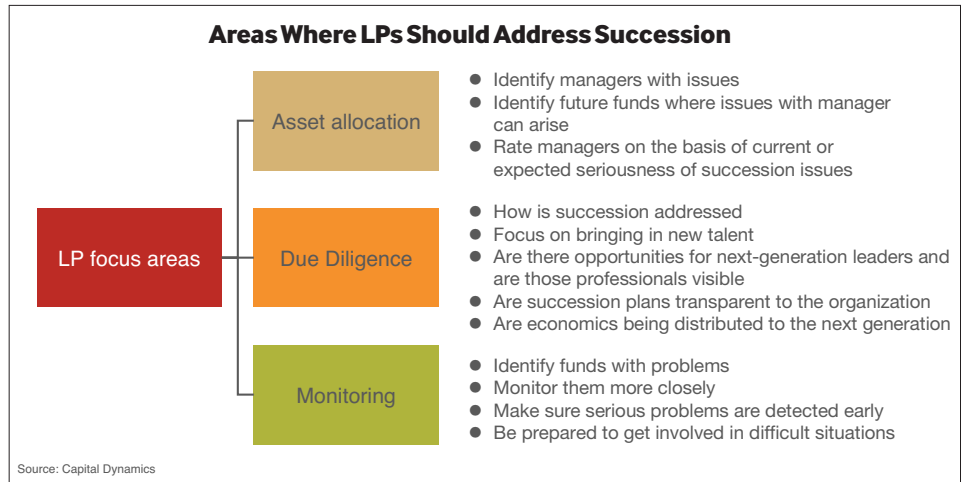 Areas Where LPs Should Address Succession
LP focus areas
Asset allocation
● Identify managers with issues
● Identify future funds where issues with manager
can arise
● Rate managers on the basis of current or
expected seriousness of succession issues
Due Diligence
● How is succession addressed
● Focus on bringing in new talent
● Are there opportunities for next-generation leaders and
are those professionals visible
● Are succession plans transparent to the organization
● Are economics being distributed to the next generation
Monitoring
● Identify funds with problems
● Monitor them more closely
● Make sure serious problems are detected early
● Be prepared to get involved in difficult situations
Source: Capital Dynamics